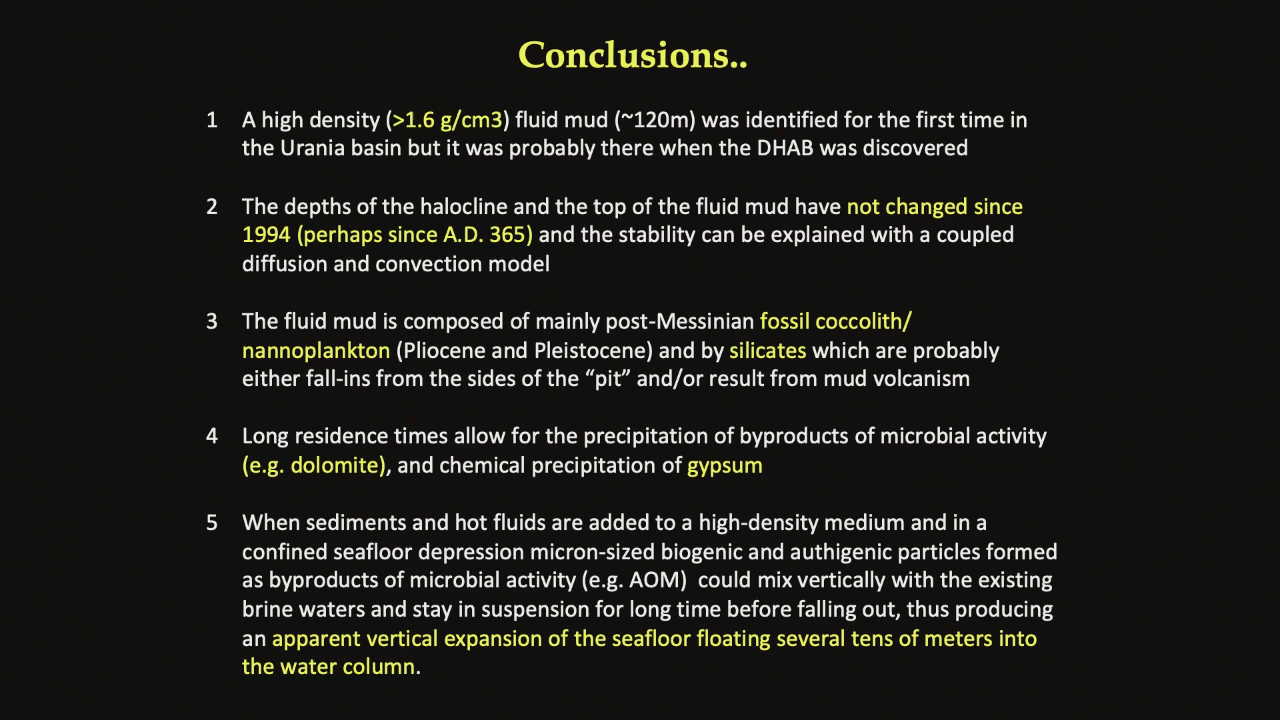 Conclusions..
1 A high density (>1.6 g/cm3) fluid mud (~120m) was identified for the first time in
the Urania basin but it was probably there when the DHAB was discovered
2 The depths of the halocline and the top of the fluid mud have not changed since
1994 (perhaps since A.D. 365) and the stability can be explained with a coupled
diffusion and convection model
3 The fluid mud is composed of mainly post-Messinian fossil coccolith/
nannoplankton (Pliocene and Pleistocene) and by silicates which are probably
either fall-ins from the sides of the “pit” and/or result from mud volcanism
4 Long residence times allow for the precipitation of byproducts of microbial activity
(e.g. dolomite), and chemical precipitation of gypsum
5 When sediments and hot fluids are added to a high-density medium and in a
confined seafloor depression micron-sized biogenic and authigenic particles formed
as byproducts of microbial activity (e.g. AOM)  could mix vertically with the existing
brine waters and stay in suspension for long time before falling out, thus producing
an apparent vertical expansion of the seafloor floating several tens of meters into
the water column.